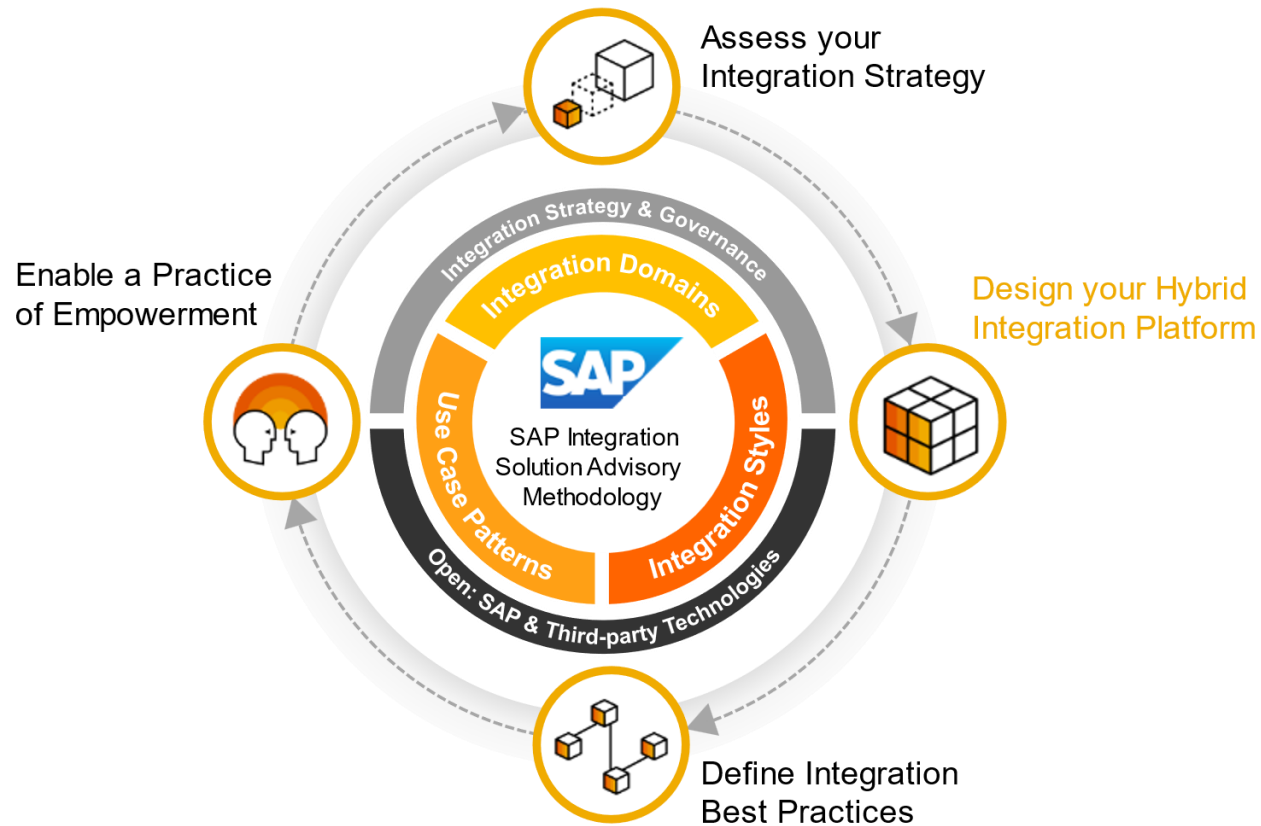 Assess your
Integration Strategy
Integration Strategy & Governance
Integration Domains
Enable a Practice
of Empowerment
Design your Hybrid
Integration Platform
SAP
SAP Integration
Solution Advisory
Methodology
Use Case Patterns
Integration Styles
Open: SAP & Third-party Technologies
Define Integration
Best Practices